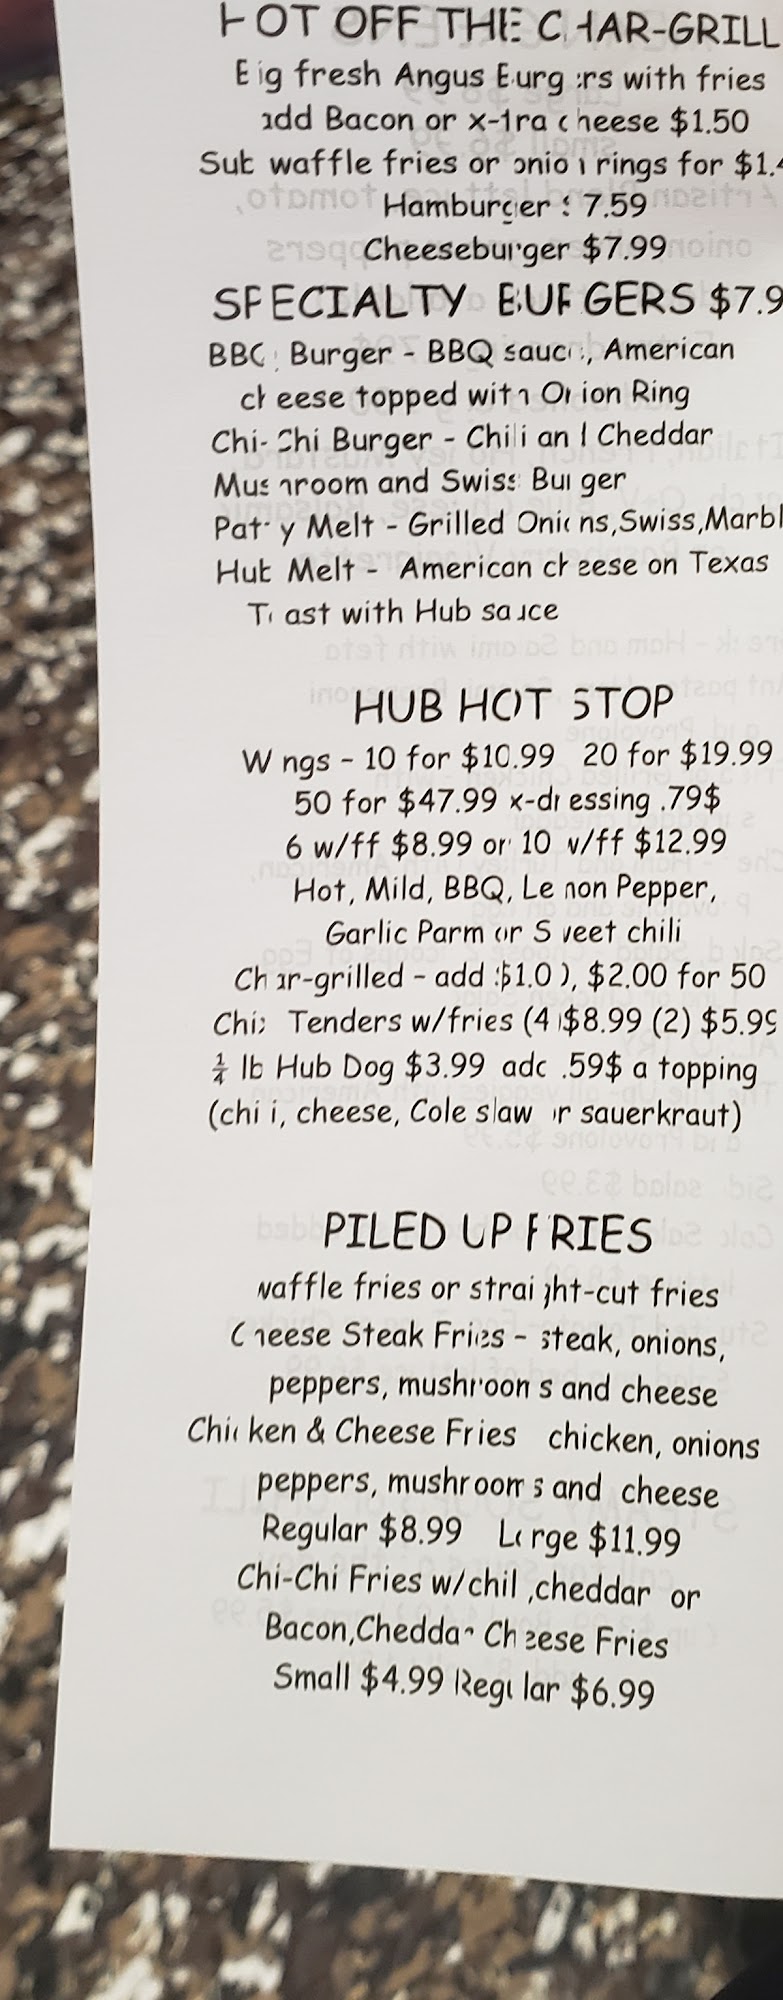 HOT OFF THE CHAR-GRILL
Big fresh Angus Burgers with fries
add Bacon or x-tra cheese $1.50
Sub waffle fries or onion rings for $1.4
Hamburger $7.59
Cheeseburger $7.99
SPECIALTY BURGERS $7.9
BBQ Burger - BBQ sauce, American
cheese topped with Onion Ring
Chi-Chi Burger - Chili and Cheddar
Mushroom and Swiss Burger
Patty Melt - Grilled Onions,Swiss,Marbl
Hub Melt - American cheese on Texas
Toast with Hub sauce
HUB HOT STOP
Wings - 10 for $10.99 20 for $19.99
50 for $47.99 x-dressing .79$
6 w/ff $8.99 or 10 w/ff $12.99
Hot, Mild, BBQ, Lemon Pepper,
Garlic Parm or Sweet chili
Char-grilled - add $1.00, $2.00 for 50
Chix Tenders w/fries (4)$8.99 (2) $5.99
¼ lb Hub Dog $3.99 add .59$ a topping
(chili, cheese, Cole slaw or sauerkraut)
PILED UP FRIES
waffle fries or straight-cut fries
Cheese Steak Fries - steak, onions,
peppers, mushrooms and cheese
Chicken & Cheese Fries chicken, onions
peppers, mushrooms and cheese
Regular $8.99 Large $11.99
Chi-Chi Fries w/chili,cheddar or
Bacon,Cheddar Cheese Fries
Small $4.99 Regular $6.99